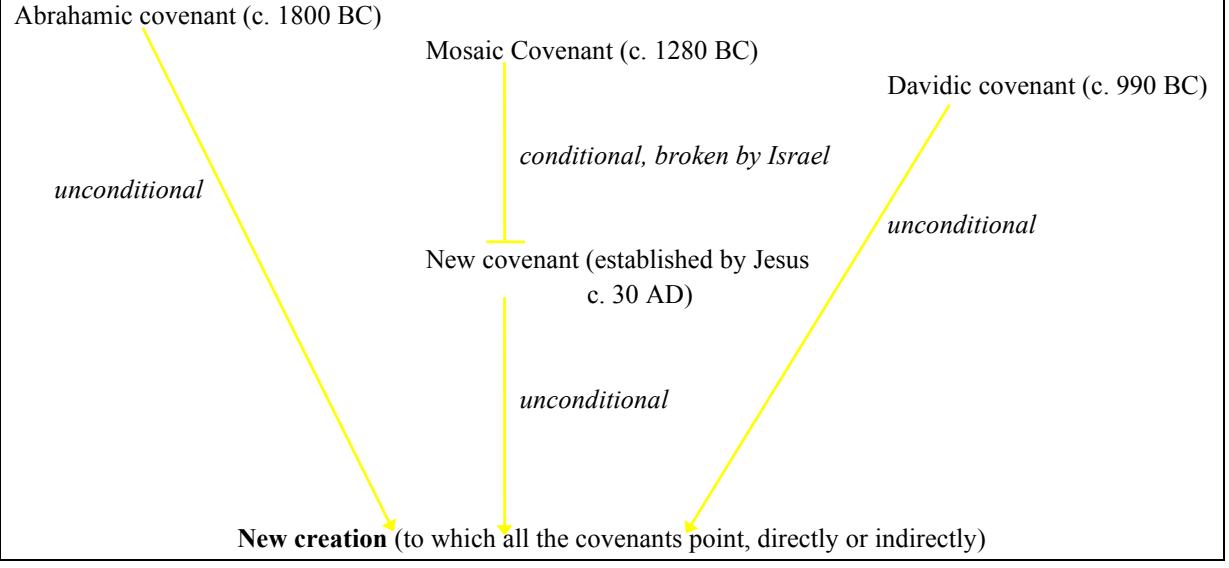 Abrahamic covenant (c. 1800 BC)
Mosaic Covenant (c. 1280 BC)
Davidic covenant (c. 990 BC)
conditional, broken by Israel
unconditional
unconditional
New covenant (established by Jesus
c. 30 AD)
unconditional
New creation (to which all the covenants point, directly or indirectly)